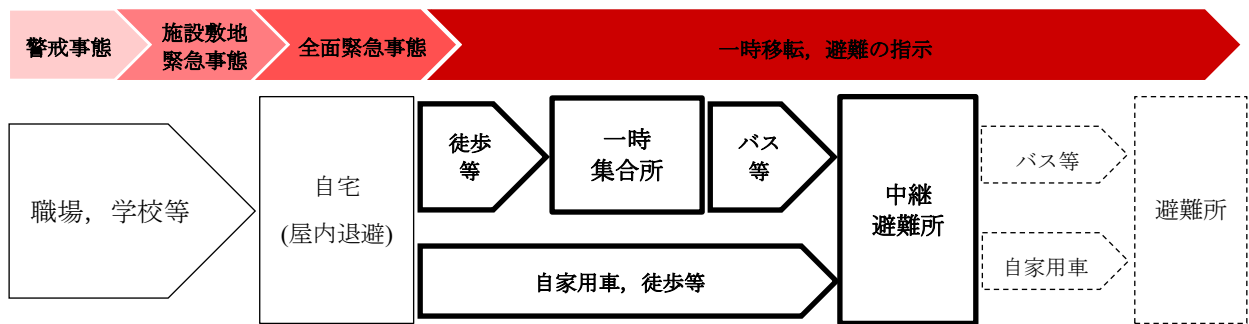 警戒事態
施設敷地
緊急事態
全面緊急事態
一時移転，避難の指示
職場，学校等
自宅
(屋内退避)
徒歩
等
一時
集合所
バス
等
自家用車，徒歩等
中継
避難所
バス等
自家用車
避難所